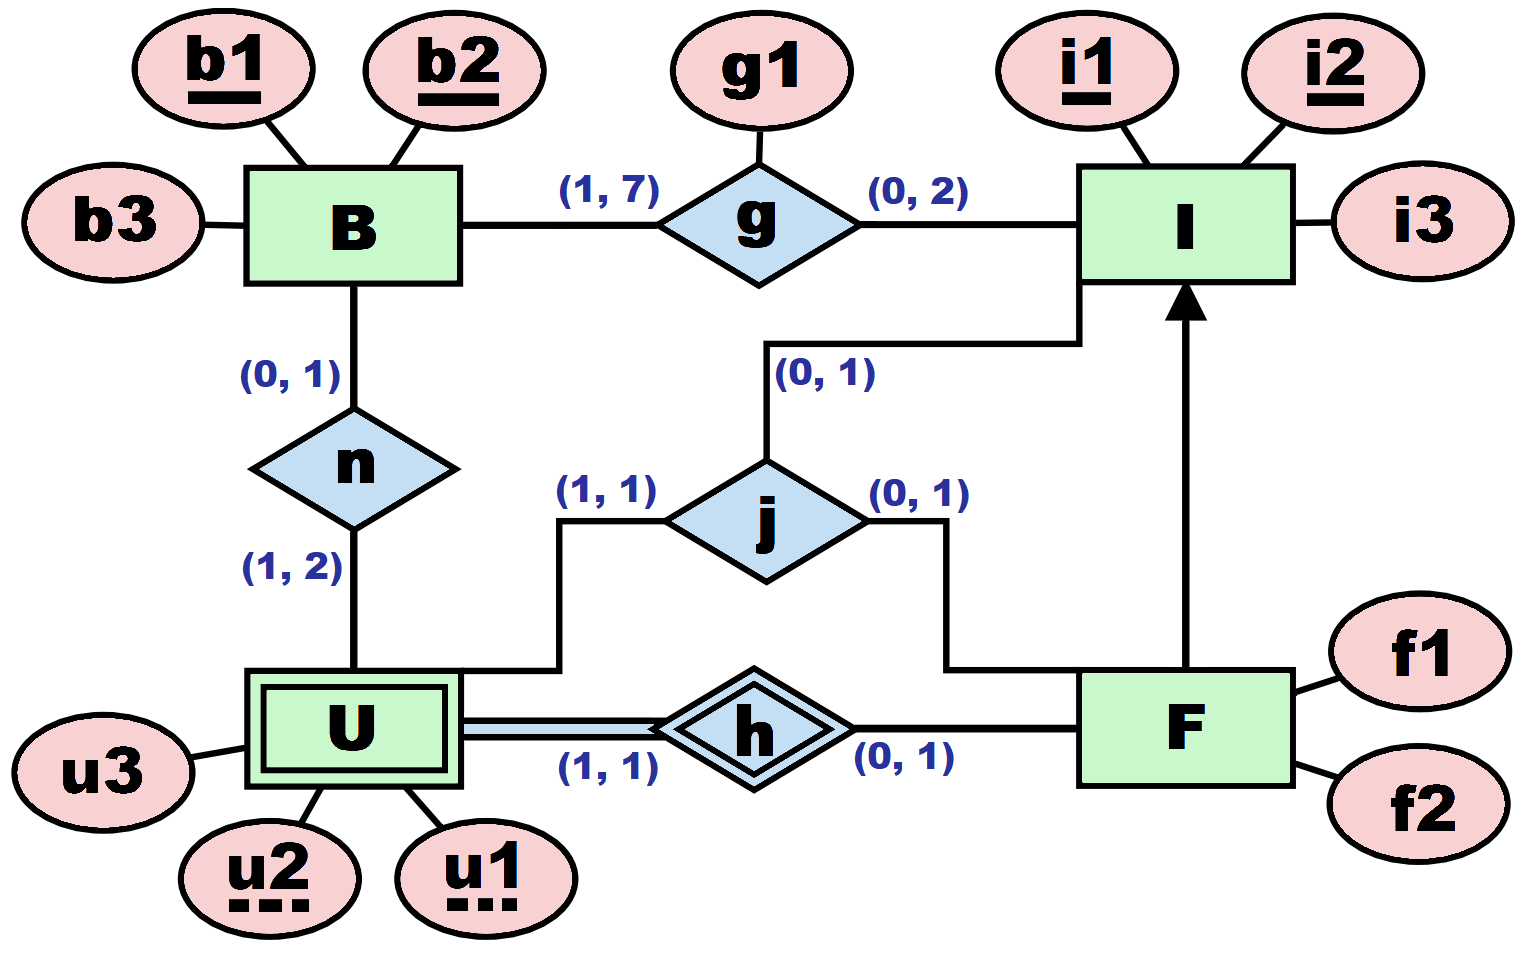 b1
b2
g1
i1
i2
b3
B
(1, 7)
g
(0, 2)
I
i3
(0, 1)
(0, 1)
n
(1, 1)
j
(0, 1)
(1, 2)
f1
U
h
F
u3
(1, 1)
(0, 1)
f2
u2
u1